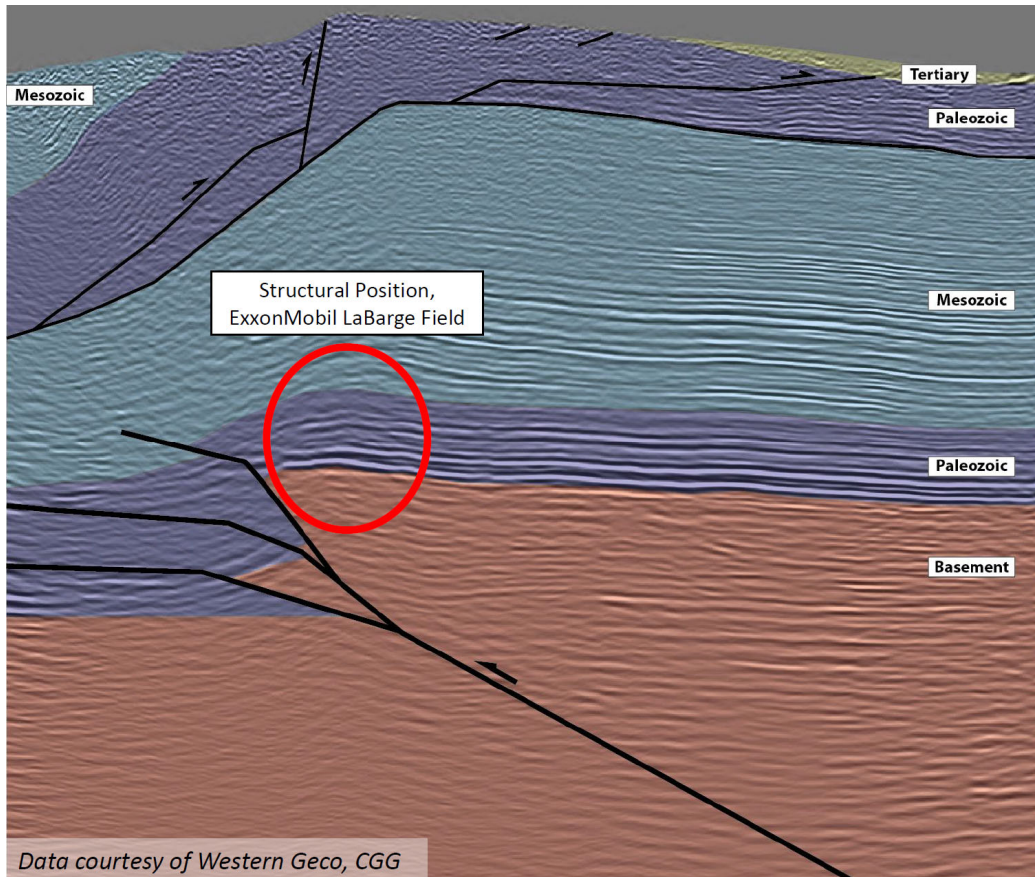 Tertiary
Mesozoic
Paleozoic
Structural Position,
ExxonMobil LaBarge Field
Mesozoic
Paleozoic
Basement
Data courtesy of Western Geco, CGG